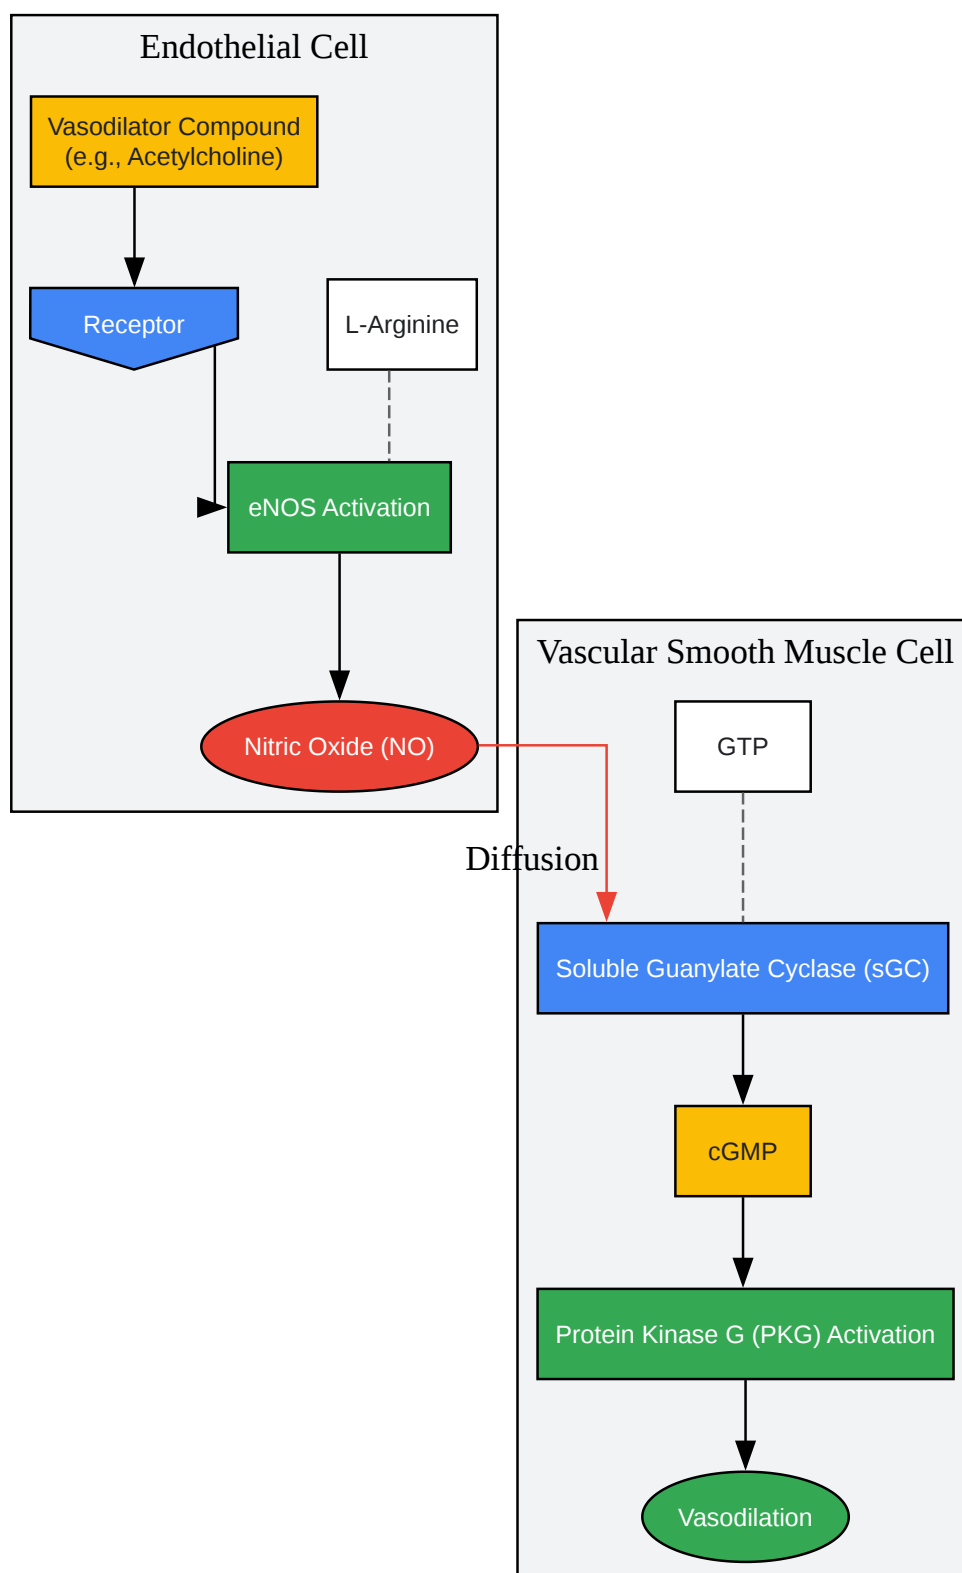 Endothelial Cell
Vasodilator Compound
(e.g., Acetylcholine)
Receptor
L-Arginine
eNOS Activation
Nitric Oxide (NO)
Vascular Smooth Muscle Cell
GTP
Diffusion
Soluble Guanylate Cyclase (sGC)
cGMP
Protein Kinase G (PKG) Activation
Vasodilation